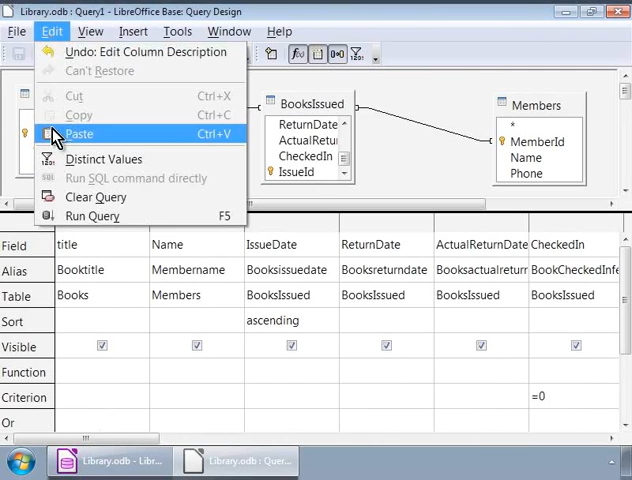 Library.odb : Query1 - LibreOffice Base: Query Design
File Edit View Insert Tools Window Help
Undo: Edit Column Description
Can't Restore
Cut Ctrl+X
Copy Ctrl+C
Paste Ctrl+V
Distinct Values
Run SQL command directly
Clear Query
Run Query F5
BooksIssued
ReturnDate
ActualRetur
CheckedIn
IssueId
Members
*
MemberId
Name
Phone
Field title Name IssueDate ReturnDate ActualReturnDate CheckedIn
Alias Booktitle Membername Booksissuedate Booksreturndate Booksactualreturn BookCheckedInfe
Table Books Members BooksIssued BooksIssued BooksIssued BooksIssued
Sort ascending
Visible
Function
Criterion =0
Or
Library.odb - Libr... Library.odb : Quer...